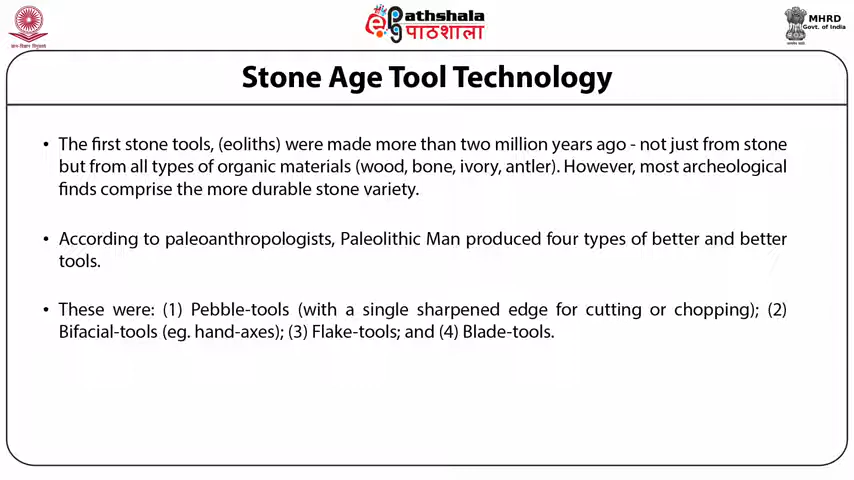 Pathshala
पाठशाला
MHRD
Govt. of India
Stone Age Tool Technology
• The first stone tools, (eoliths) were made more than two million years ago - not just from stone
but from all types of organic materials (wood, bone, ivory, antler). However, most archeological
finds comprise the more durable stone variety.
• According to paleoanthropologists, Paleolithic Man produced four types of better and better
tools.
• These were: (1) Pebble-tools (with a single sharpened edge for cutting or chopping); (2)
Bifacial-tools (eg. hand-axes); (3) Flake-tools; and (4) Blade-tools.